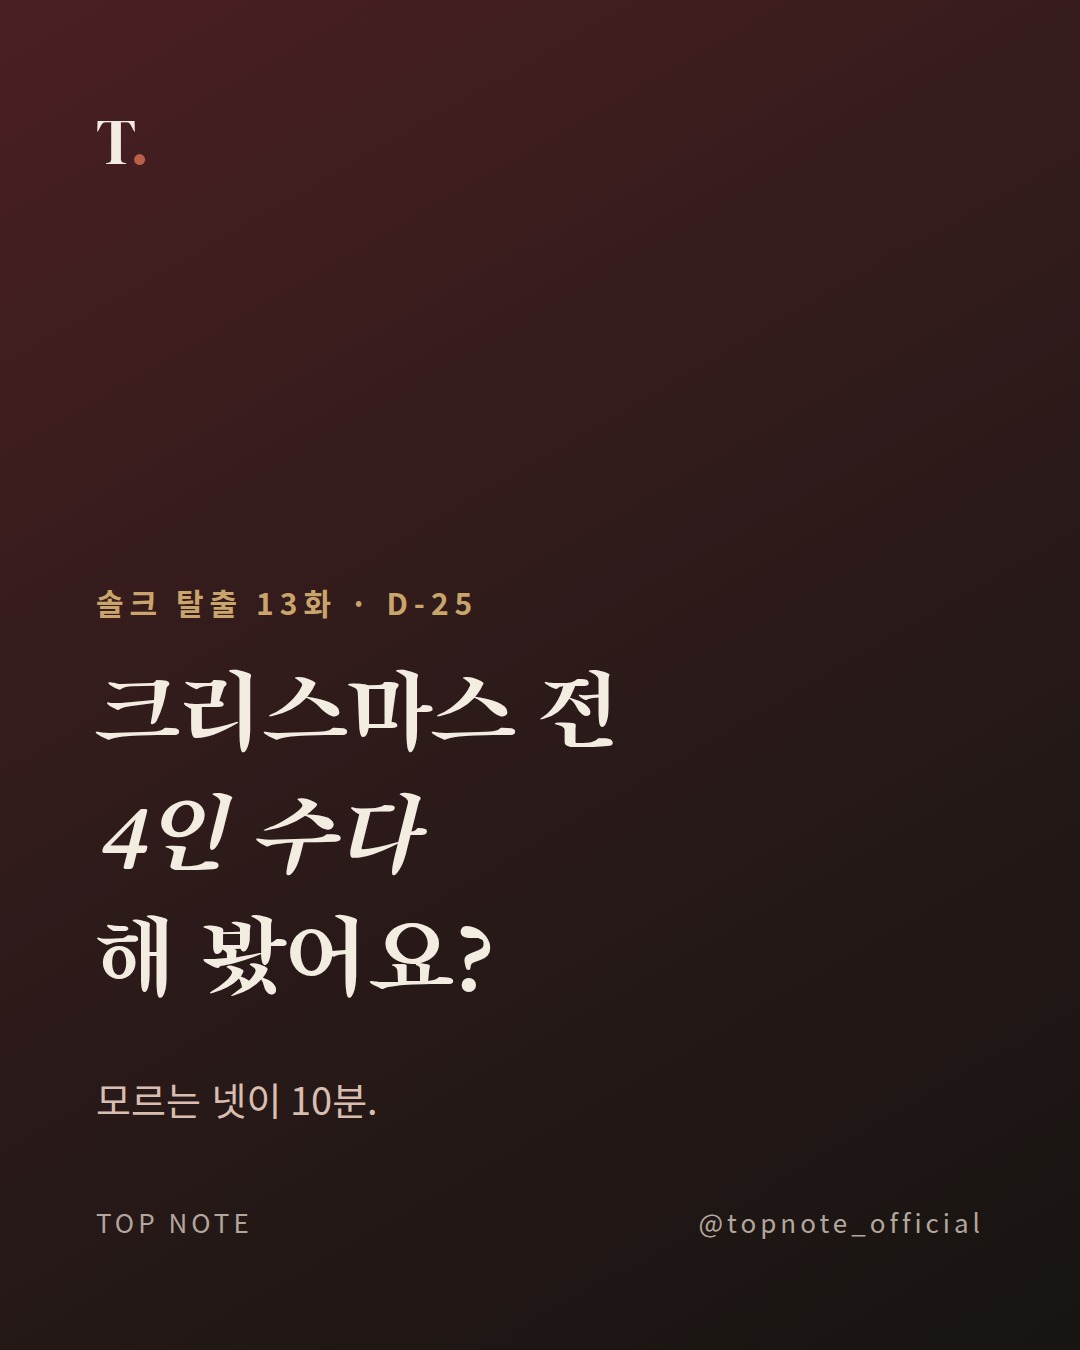 T.
솔크 탈출 13화 · D-25
크리스마스 전
4인 수다
해 봤어요?
모르는 넷이 10분.
TOP NOTE
@topnote_official